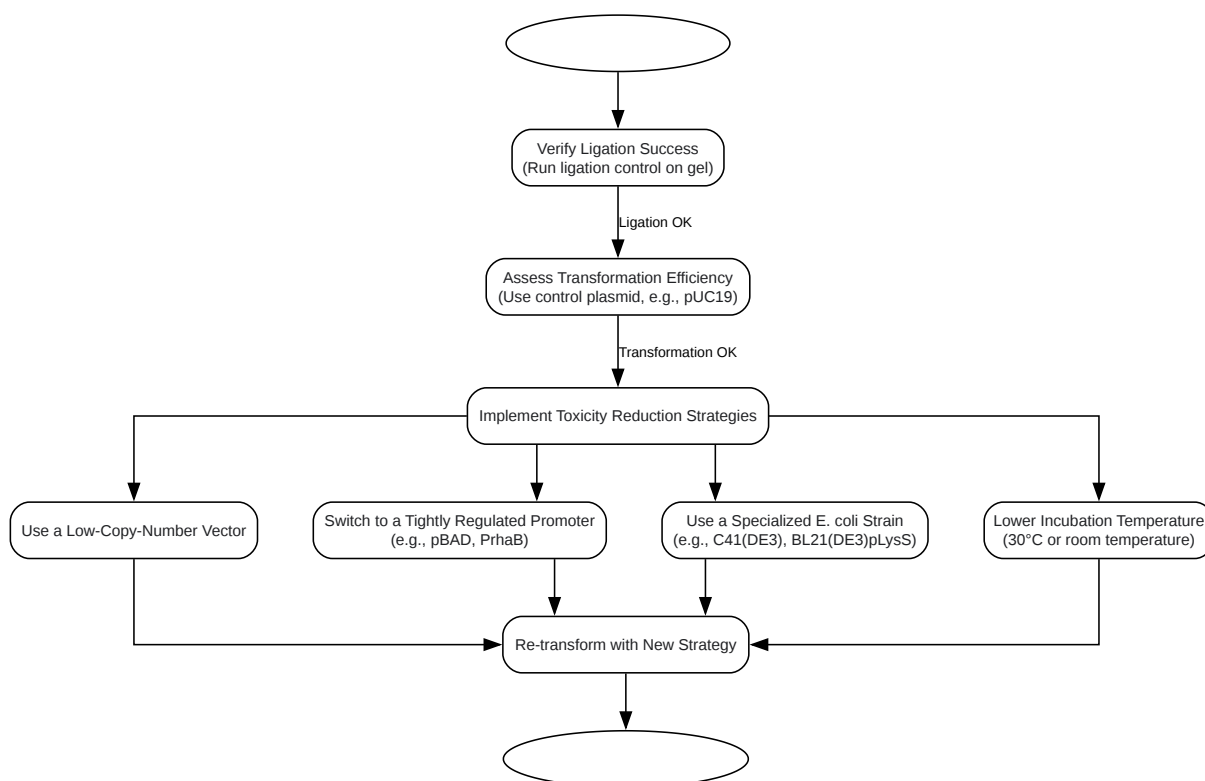 Verify Ligation Success
(Run ligation control on gel)
Ligation OK
Assess Transformation Efficiency
(Use control plasmid, e.g., pUC19)
Transformation OK
Implement Toxicity Reduction Strategies
Use a Low-Copy-Number Vector
Switch to a Tightly Regulated Promoter
(e.g., pBAD, PrhaB)
Use a Specialized E. coli Strain
(e.g., C41(DE3), BL21(DE3)pLysS)
Lower Incubation Temperature
(30°C or room temperature)
Re-transform with New Strategy